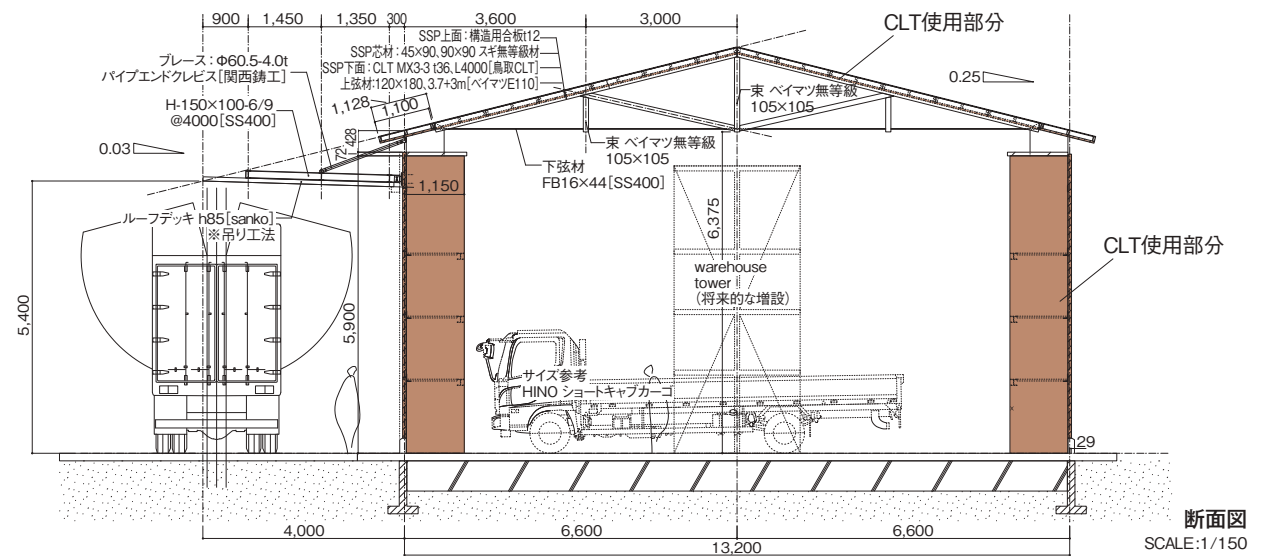 900
1,450
1,350
300
3,600
3,000
CLT使用部分
SSP上面：構造用合板t12
SSP芯材：45×90,90×90 スギ無等級材
SSP下面：CLT MX3-3 t36, L4000[鳥取CLT]
上弦材：120×180, 3.7+3m[ベイマツE110]
ブレース：Φ60.5-4.0t
パイプエンドクレビス[関西鋳工]
H-150×100-6/9
@4000[SS400]
1,128
1,100
0.25
束 ベイマツ無等級
105×105
0.03
428
72
束 ベイマツ無等級
105×105
下弦材
FB16×44[SS400]
1,150
ルーフデッキ h85[sanko]
※吊り工法
6,375
CLT使用部分
warehouse
tower
（将来的な増設）
5,400
5,900
サイズ参考
HINO ショートキャブカーゴ
29
4,000
6,600
6,600
13,200
断面図
SCALE:1/150